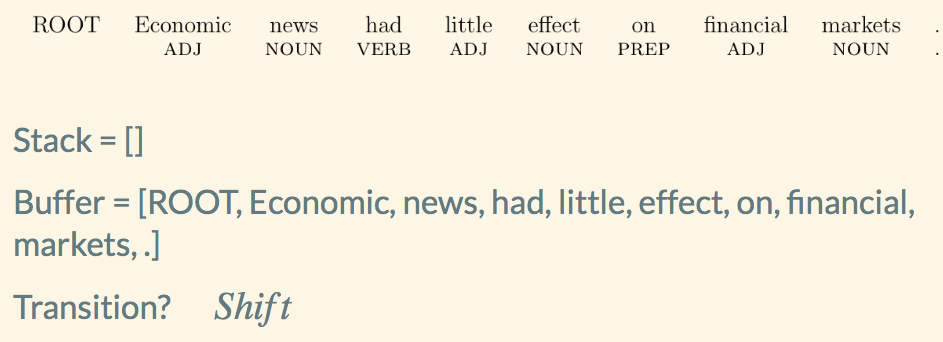 ROOT Economic news had little effect on financial markets .
ADJ NOUN VERB ADJ NOUN PREP ADJ NOUN .
Stack = []
Buffer = [ROOT, Economic, news, had, little, effect, on, financial,
markets, .]
Transition? Shift